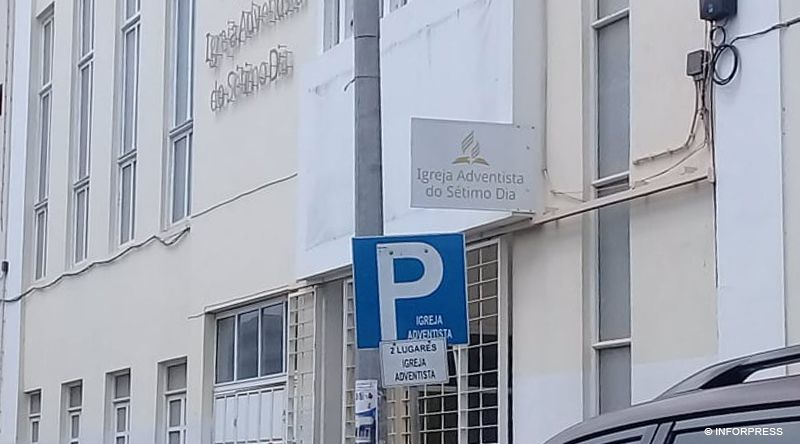 Igreja Adventista
do Sétimo Dia
Igreja Adventista
do Sétimo Dia
P
IGREJA
ADVENTISTA
2 LUGARES
IGREJA
ADVENTISTA
© INFORPRESS